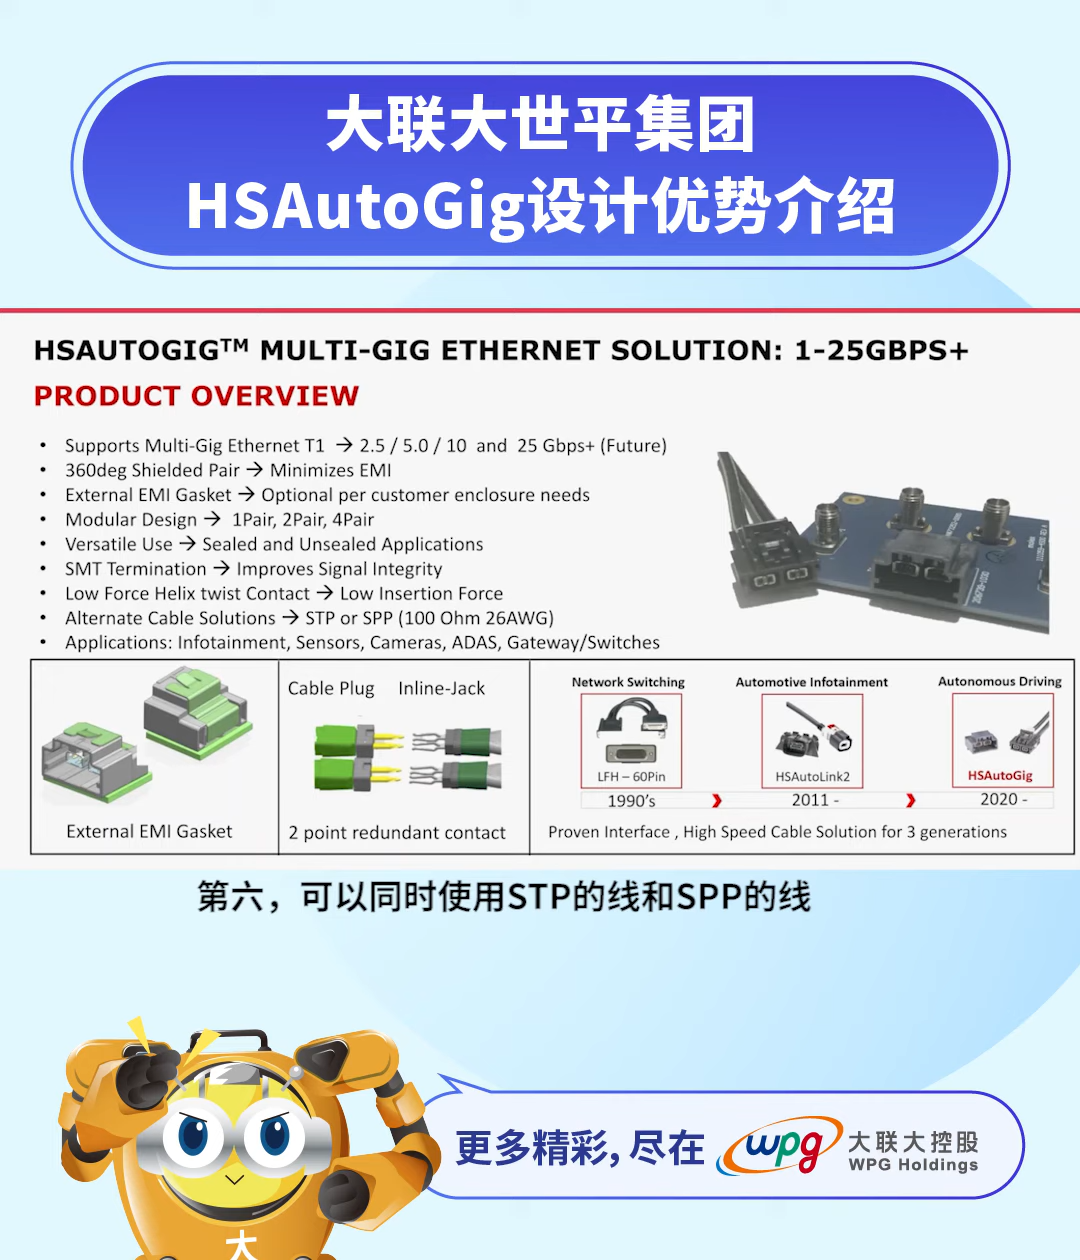 大联大世平集团
HSAutoGig设计优势介绍
HSAUTOGIG™ MULTI-GIG ETHERNET SOLUTION: 1-25GBPS+
PRODUCT OVERVIEW
• Supports Multi-Gig Ethernet T1 → 2.5 / 5.0 / 10 and 25 Gbps+ (Future)
• 360deg Shielded Pair → Minimizes EMI
• External EMI Gasket → Optional per customer enclosure needs
• Modular Design → 1Pair, 2Pair, 4Pair
• Versatile Use → Sealed and Unsealed Applications
• SMT Termination → Improves Signal Integrity
• Low Force Helix twist Contact → Low Insertion Force
• Alternate Cable Solutions → STP or SPP (100 Ohm 26AWG)
• Applications: Infotainment, Sensors, Cameras, ADAS, Gateway/Switches
External EMI Gasket
Cable Plug Inline-Jack
2 point redundant contact
Network Switching Automotive Infotainment Autonomous Driving
LFH – 60Pin HSAutoLink2 HSAutoGig
1990's 2011 - 2020 -
Proven Interface , High Speed Cable Solution for 3 generations
第六，可以同时使用STP的线和SPP的线
更多精彩，尽在
wpg
大联大控股
WPG Holdings
大